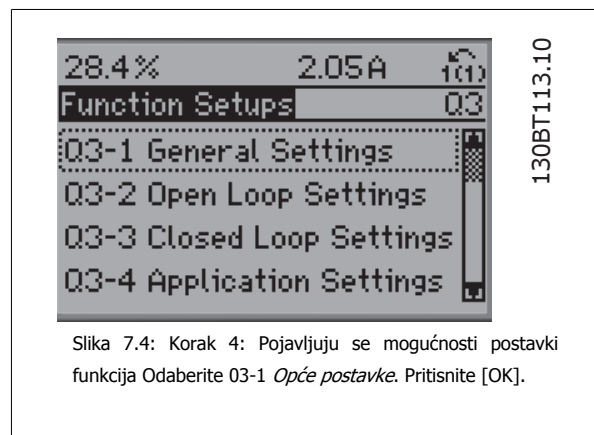 28.4% 2.05A 1(1)
Function Setups Q3
Q3-1 General Settings
Q3-2 Open Loop Settings
Q3-3 Closed Loop Settings
Q3-4 Application Settings
130BT113.10
Slika 7.4: Korak 4: Pojavljuju se mogućnosti postavki
funkcija Odaberite 03-1 Opće postavke. Pritisnite [OK].